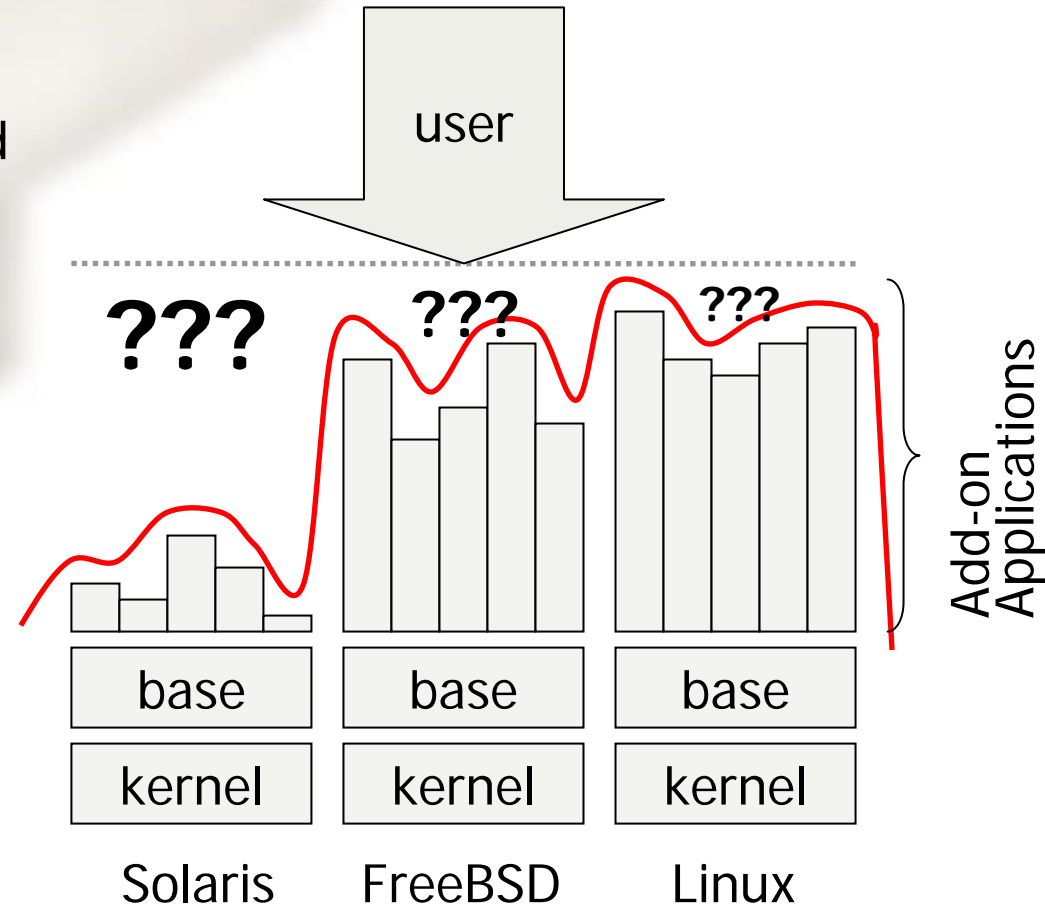 user
??? ??? ???
Add-on
Applications
base base base
kernel kernel kernel
Solaris FreeBSD Linux